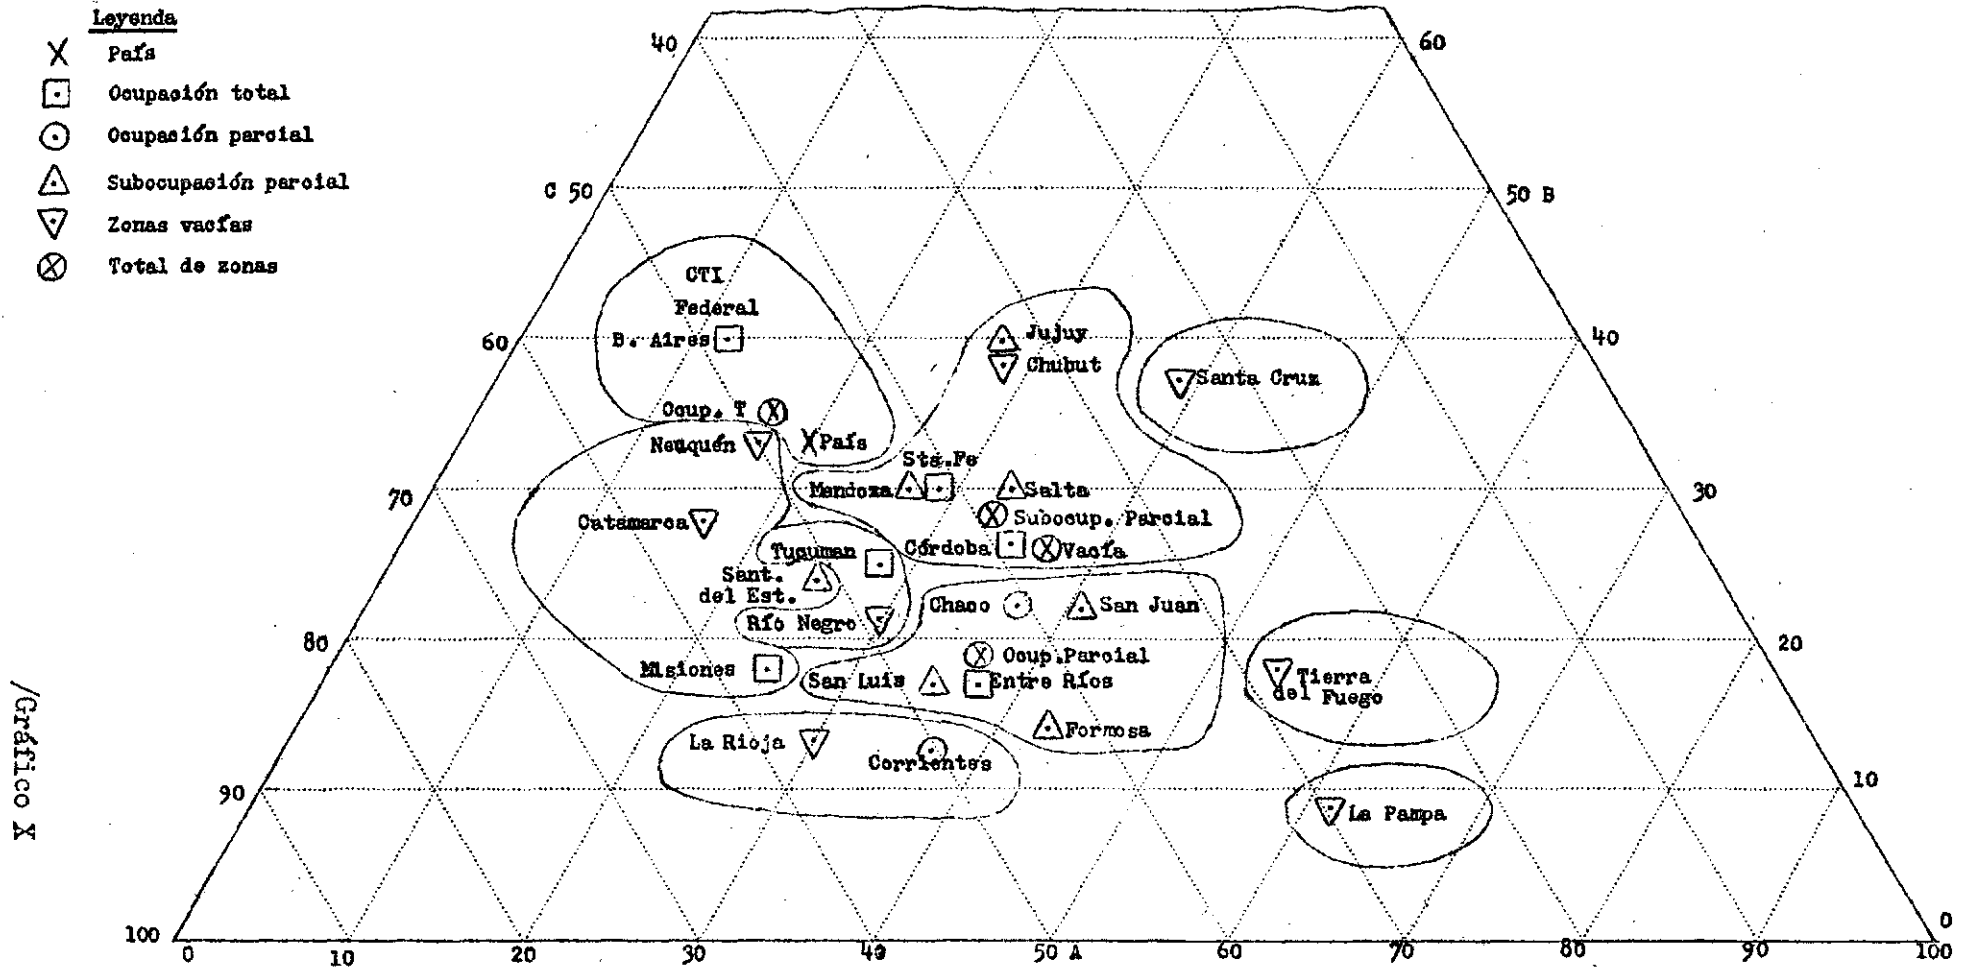 Leyenda
X País
Ocupación total
Ocupación parcial
Subocupación parcial
Zonas vacías
Total de zonas
40
60
C 50
50 B
CTI
Federal
B. Aires
60
Jujuy
40
Chubut
Santa Cruz
Ocup. T
Neuquén
País
Sta.Fe
70
Mendoza
Salta
30
Catamarca
Subocup. Parcial
Tucuman
Córdoba
Vacía
Sant.
del Est.
Chaco
San Juan
Río Negro
80
20
Misiones
Ocup.Parcial
San Luis
Entre Ríos
Tierra
del Fuego
Formosa
La Rioja
Corrientes
90
10
La Pampa
100
0
0 10 20 30 40 50 A 60 70 80 90 100
/Gráfico X